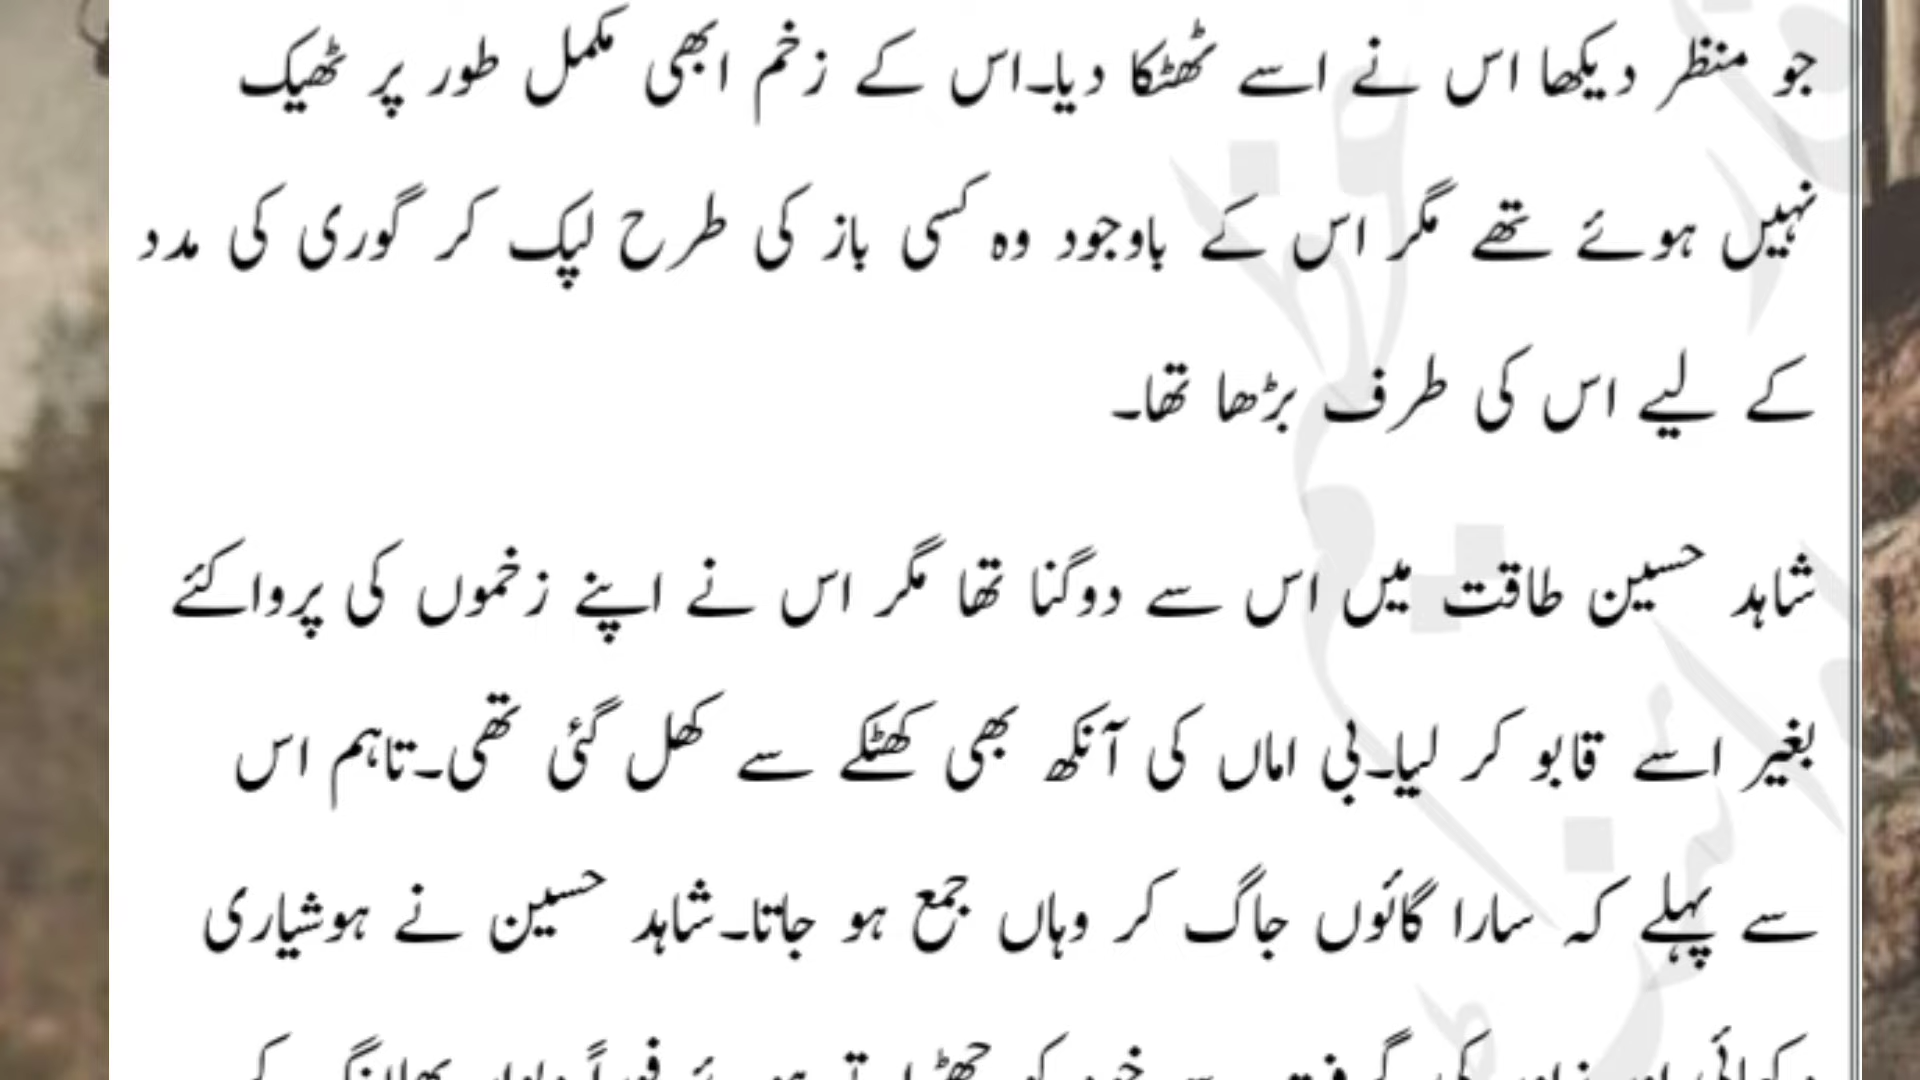 جو منظر دیکھا اس نے اسے ٹھٹکا دیا۔اس کے زخم ابھی مکمل طور پر ٹھیک
نہیں ہوئے تھے مگر اس کے باوجود وہ کسی باز کی طرح لپک کر گوری کی مدد
کے لیے اس کی طرف بڑھا تھا۔
شاہد حسین طاقت میں اس سے دوگنا تھا مگر اس نے اپنے زخموں کی پرواکئے
بغیر اسے قابو کر لیا۔بی اماں کی آنکھ بھی کھٹکے سے کھل گئی تھی۔تاہم اس
سے پہلے کہ سارا گائوں جاگ کر وہاں جمع ہو جاتا۔شاہد حسین نے ہوشیاری